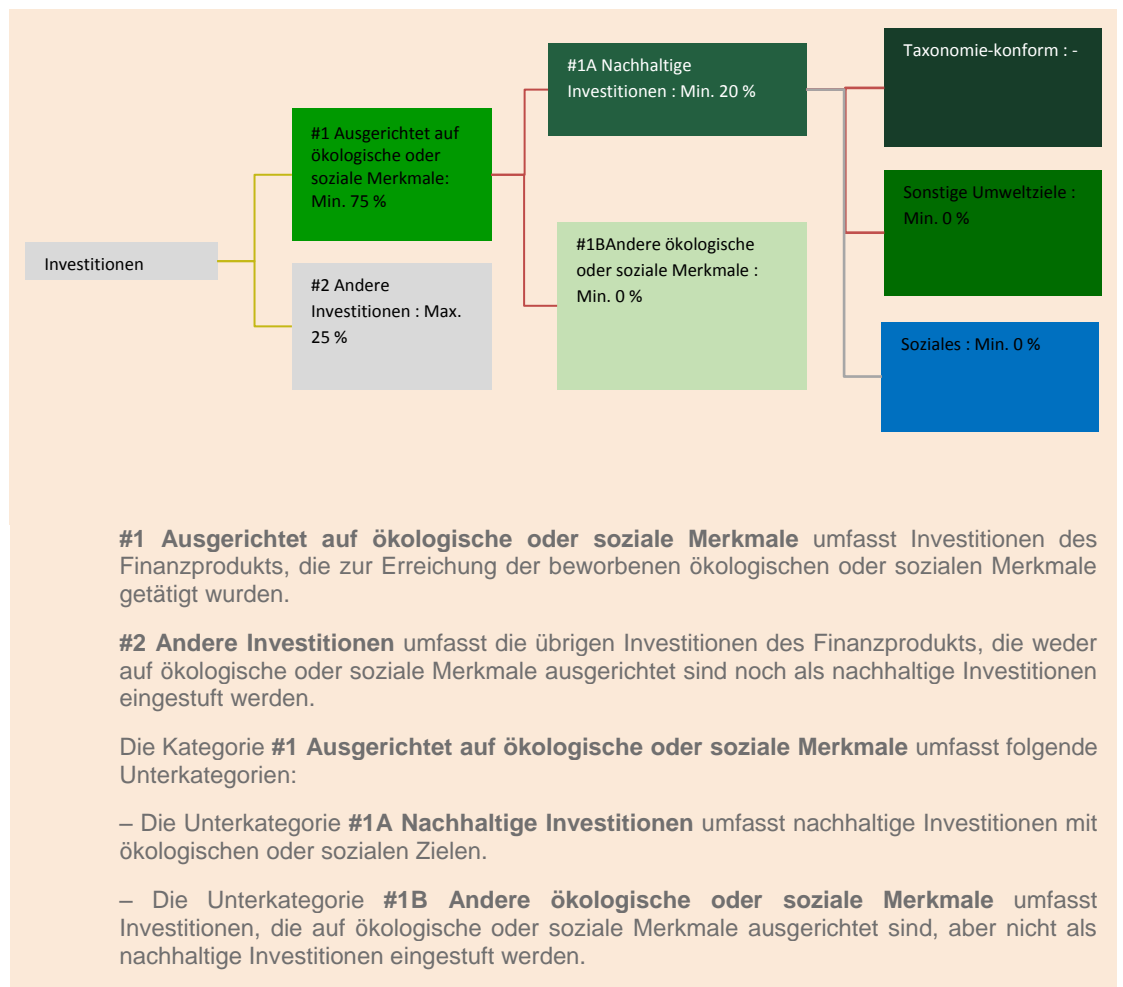 Investitionen
#1 Ausgerichtet auf
ökologische oder
soziale Merkmale:
Min. 75 %
#2 Andere
Investitionen : Max.
25 %
#1A Nachhaltige
Investitionen : Min. 20 %
#1BAndere ökologische
oder soziale Merkmale :
Min. 0 %
Taxonomie-konform : -
Sonstige Umweltziele :
Min. 0 %
Soziales : Min. 0 %
#1 Ausgerichtet auf ökologische oder soziale Merkmale umfasst Investitionen des
Finanzprodukts, die zur Erreichung der beworbenen ökologischen oder sozialen Merkmale
getätigt wurden.
#2 Andere Investitionen umfasst die übrigen Investitionen des Finanzprodukts, die weder
auf ökologische oder soziale Merkmale ausgerichtet sind noch als nachhaltige Investitionen
eingestuft werden.
Die Kategorie #1 Ausgerichtet auf ökologische oder soziale Merkmale umfasst folgende
Unterkategorien:
– Die Unterkategorie #1A Nachhaltige Investitionen umfasst nachhaltige Investitionen mit
ökologischen oder sozialen Zielen.
– Die Unterkategorie #1B Andere ökologische oder soziale Merkmale umfasst
Investitionen, die auf ökologische oder soziale Merkmale ausgerichtet sind, aber nicht als
nachhaltige Investitionen eingestuft werden.